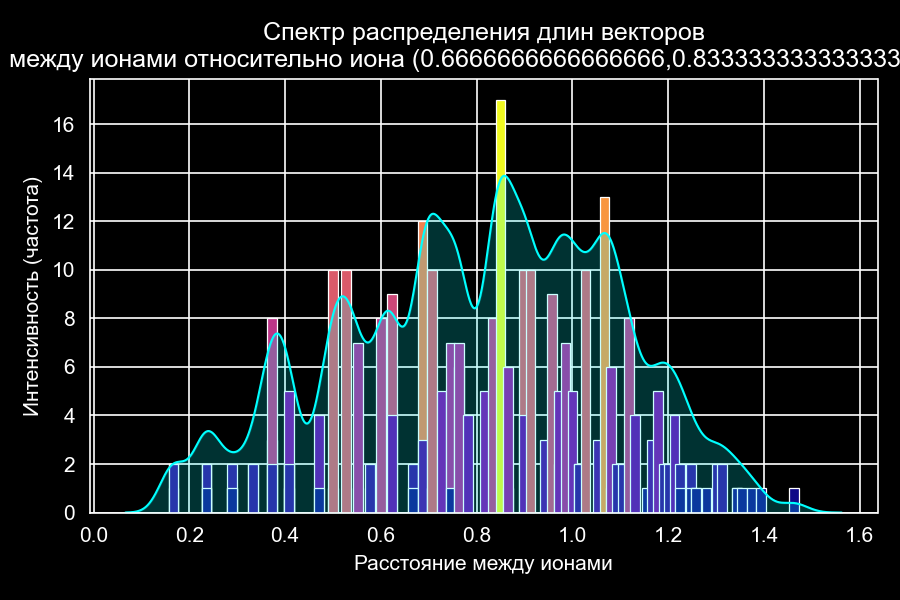 Спектр распределения длин векторов
между ионами относительно иона (0.6666666666666666,0.833333333333333
Интенсивность (частота)
16
14
12
10
8
6
4
2
0
0.0 0.2 0.4 0.6 0.8 1.0 1.2 1.4 1.6
Расстояние между ионами